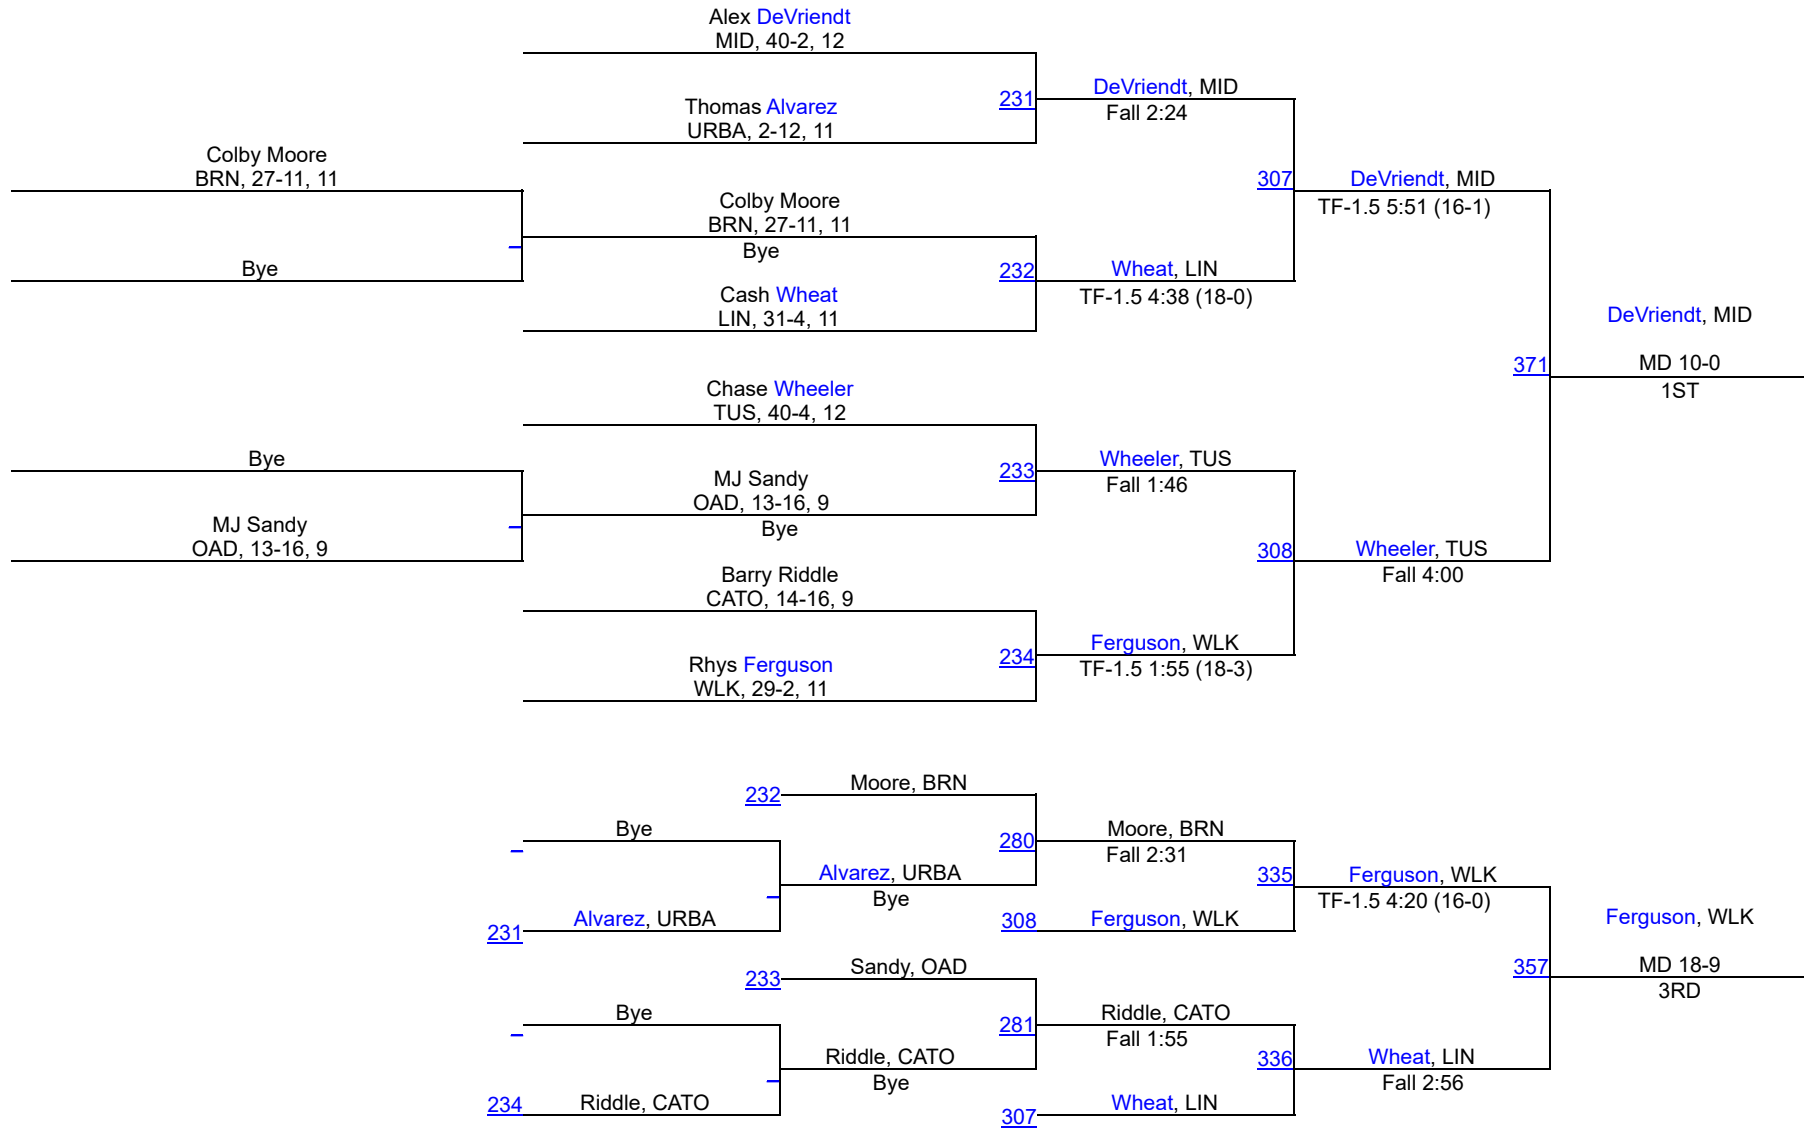 Alex DeVriendt
MID, 40-2, 12
231
DeVriendt, MID
Fall 2:24
Thomas Alvarez
URBA, 2-12, 11
Colby Moore
BRN, 27-11, 11
307
DeVriendt, MID
TF-1.5 5:51 (16-1)
Colby Moore
BRN, 27-11, 11
Bye
Bye
232
Wheat, LIN
TF-1.5 4:38 (18-0)
Cash Wheat
LIN, 31-4, 11
DeVriendt, MID
371
MD 10-0
1ST
Chase Wheeler
TUS, 40-4, 12
Bye
233
Wheeler, TUS
Fall 1:46
MJ Sandy
OAD, 13-16, 9
Bye
MJ Sandy
OAD, 13-16, 9
308
Wheeler, TUS
Fall 4:00
Barry Riddle
CATO, 14-16, 9
234
Ferguson, WLK
TF-1.5 1:55 (18-3)
Rhys Ferguson
WLK, 29-2, 11
232
Moore, BRN
Bye
280
Moore, BRN
Fall 2:31
Alvarez, URBA
Bye
335
Ferguson, WLK
TF-1.5 4:20 (16-0)
231
Alvarez, URBA
308
Ferguson, WLK
Ferguson, WLK
357
MD 18-9
3RD
233
Sandy, OAD
Bye
281
Riddle, CATO
Fall 1:55
Riddle, CATO
Bye
336
Wheat, LIN
Fall 2:56
234
Riddle, CATO
307
Wheat, LIN